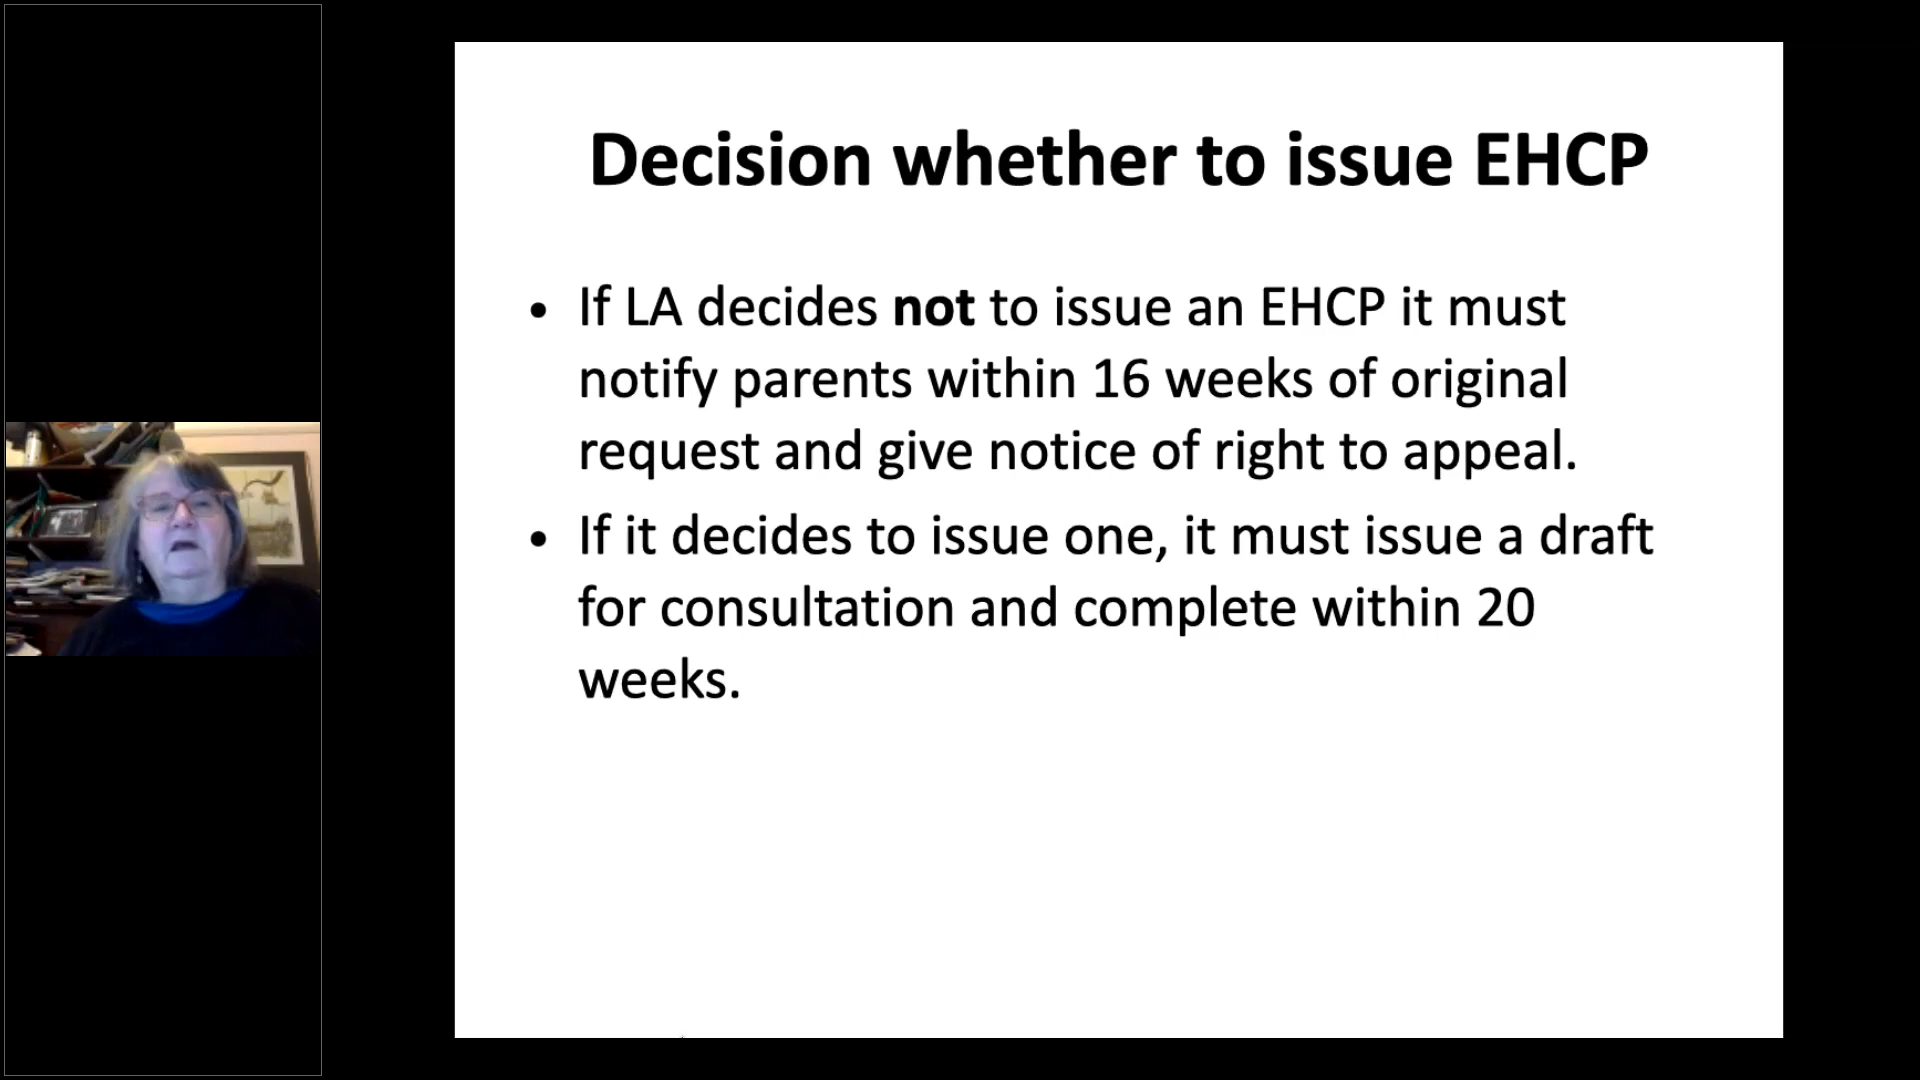 Decision whether to issue EHCP
• If LA decides not to issue an EHCP it must
notify parents within 16 weeks of original
request and give notice of right to appeal.
• If it decides to issue one, it must issue a draft
for consultation and complete within 20
weeks.